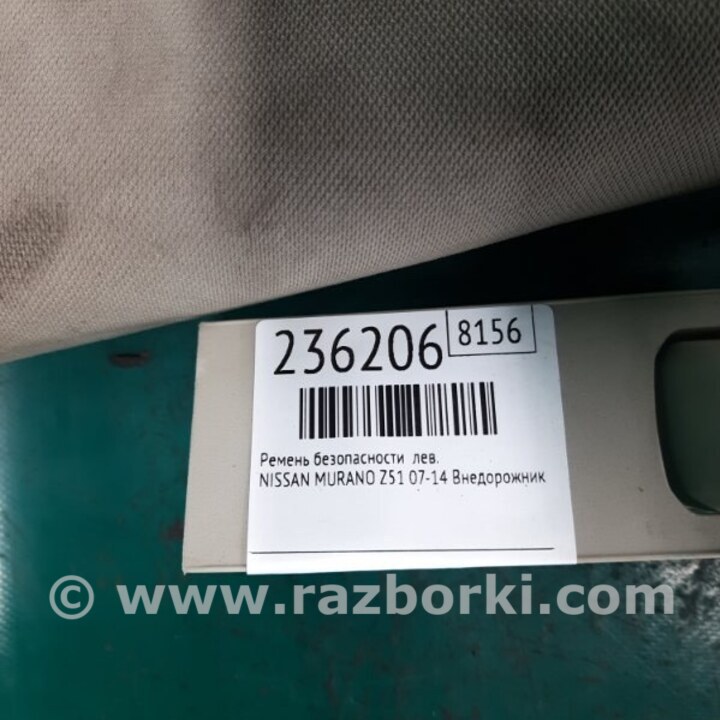 236206 8156
Ремень безопасности лев.
NISSAN MURANO Z51 07-14 Внедорожник
© www.razborki.com